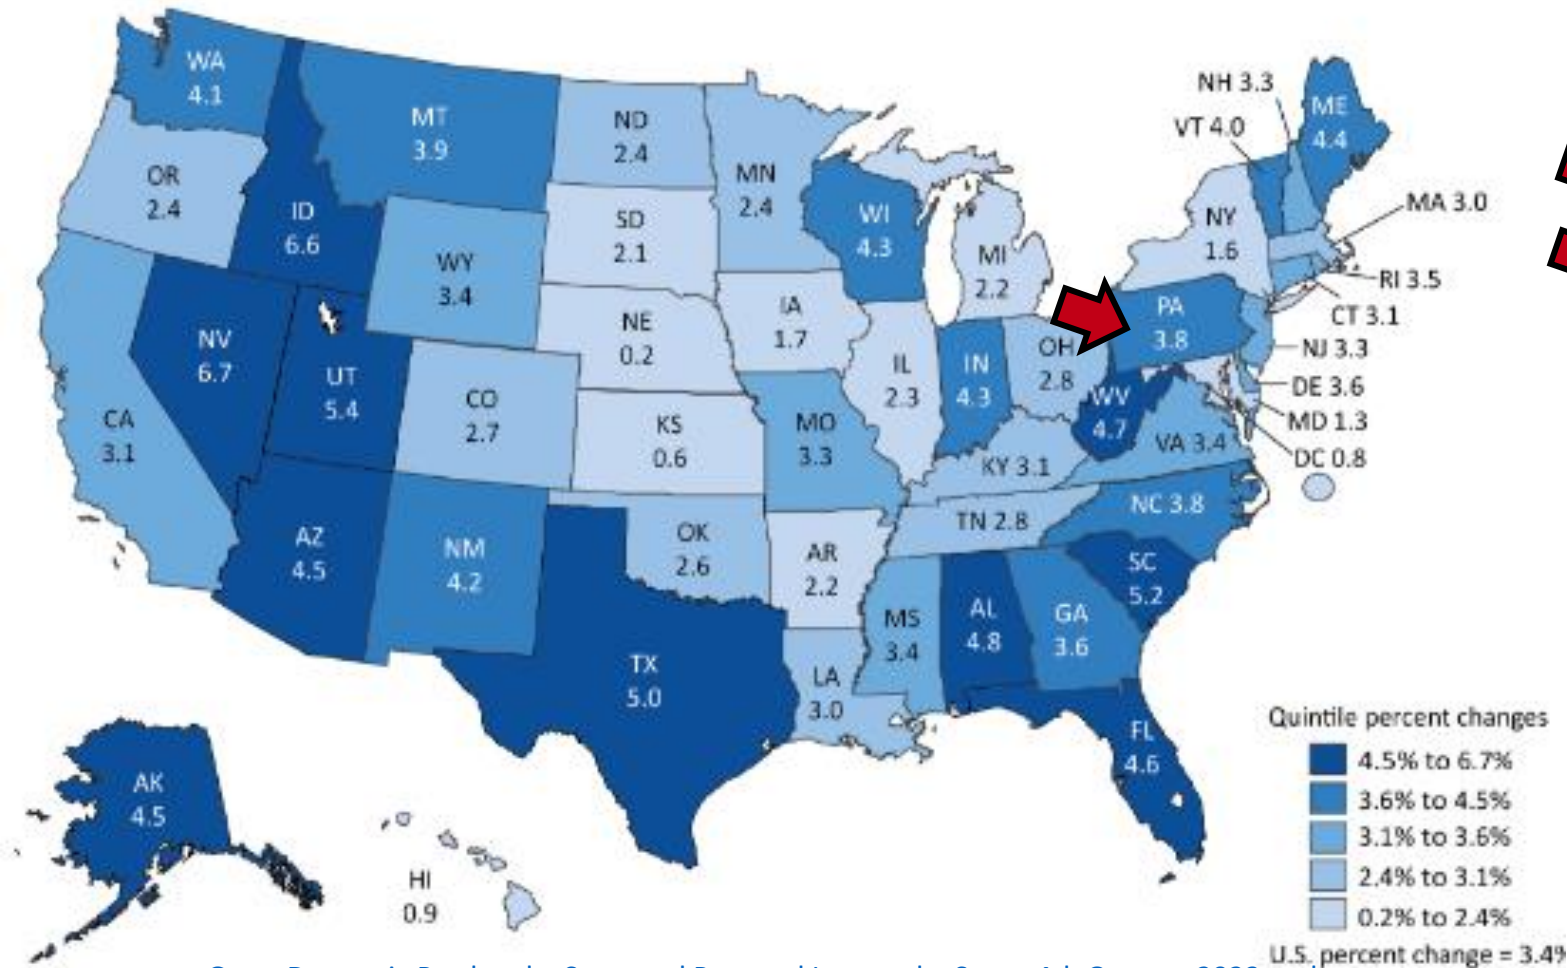 WA
4.1
OR
2.4
ID
6.6
MT
3.9
ND
2.4
MN
2.4
WI
4.3
SD
2.1
WY
3.4
NV
6.7
UT
5.4
CA
3.1
CO
2.7
NE
0.2
KS
0.6
IA
1.7
MO
3.3
IL
2.3
IN
4.3
MI
2.2
OH
2.8
PA
3.8
NY
1.6
NH 3.3
VT 4.0
ME
4.4
MA 3.0
RI 3.5
CT 3.1
NJ 3.3
DE 3.6
MD 1.3
DC 0.8
WV
4.7
VA 3.4
KY 3.1
TN 2.8
NC 3.8
SC
5.2
AZ
4.5
NM
4.2
OK
2.6
AR
2.2
TX
5.0
LA
3.0
MS
3.4
AL
4.8
GA
3.6
FL
4.6
AK
4.5
HI
0.9
Quintile percent changes
4.5% to 6.7%
3.6% to 4.5%
3.1% to 3.6%
2.4% to 3.1%
0.2% to 2.4%
U.S. percent change = 3.4%